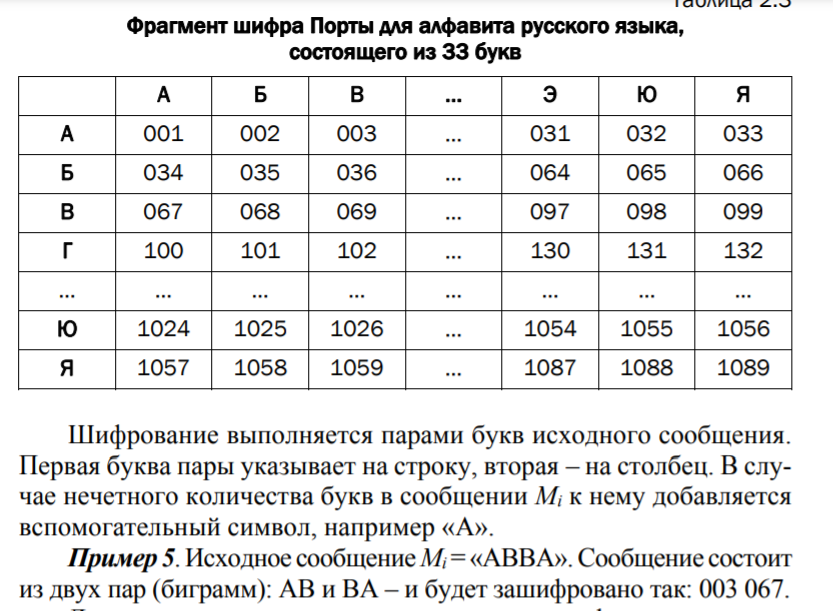 Таблица 2.3
Фрагмент шифра Порты для алфавита русского языка,
состоящего из 33 букв
А Б В ... Э Ю Я
А 001 002 003 ... 031 032 033
Б 034 035 036 ... 064 065 066
В 067 068 069 ... 097 098 099
Г 100 101 102 ... 130 131 132
... ... ... ... ... ... ... ...
Ю 1024 1025 1026 ... 1054 1055 1056
Я 1057 1058 1059 ... 1087 1088 1089
Шифрование выполняется парами букв исходного сообщения.
Первая буква пары указывает на строку, вторая – на столбец. В слу-
чае нечетного количества букв в сообщении Mi к нему добавляется
вспомогательный символ, например «А».
Пример 5. Исходное сообщение Mi = «АВВА». Сообщение состоит
из двух пар (биграмм): АВ и ВА – и будет зашифровано так: 003 067.